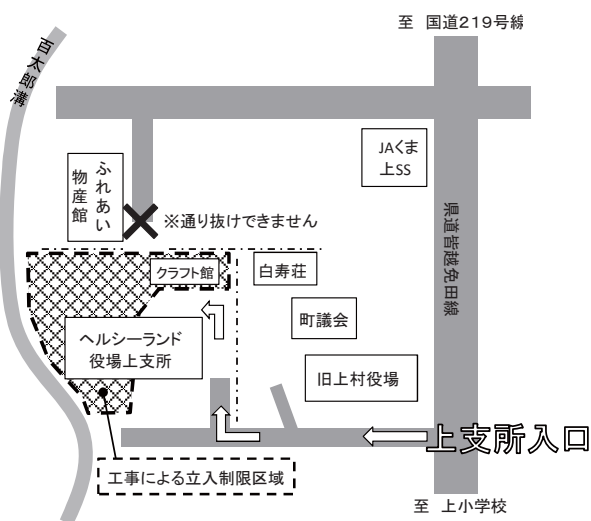 至 国道219号線
百太郎溝
JAくま
上SS
ふれあい
物産館
※通り抜けできません
県道皆越免田線
クラフト館
白寿荘
町議会
ヘルシーランド
役場上支所
旧上村役場
上支所入口
工事による立入制限区域
至 上小学校